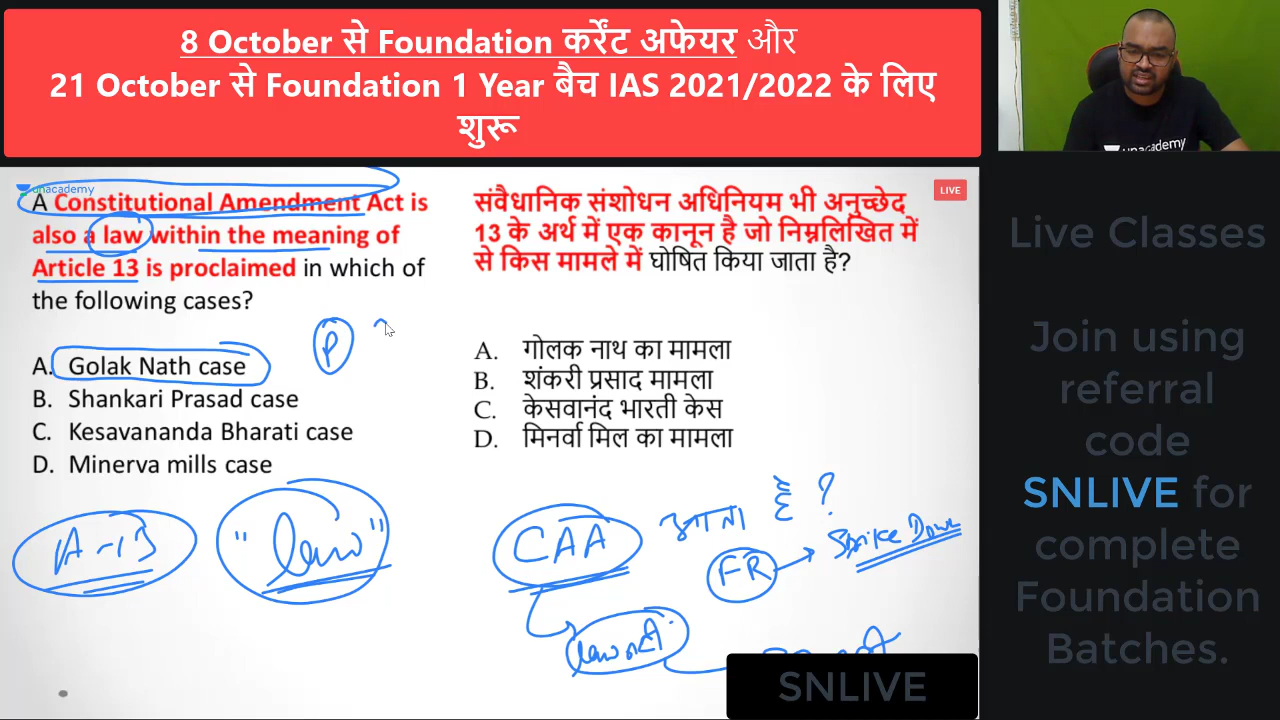 8 October से Foundation कर्रेंट अफेयर और
21 October से Foundation 1 Year बैच IAS 2021/2022 के लिए
शुरू
unacademy
unacademy
LIVE
A Constitutional Amendment Act is
also a law within the meaning of
Article 13 is proclaimed in which of
the following cases?
A. Golak Nath case
B. Shankari Prasad case
C. Kesavananda Bharati case
D. Minerva mills case
P
संवैधानिक संशोधन अधिनियम भी अनुच्छेद
13 के अर्थ में एक कानून है जो निम्नलिखित में
से किस मामले में घोषित किया जाता है?
A. गोलक नाथ का मामला
B. शंकरी प्रसाद मामला
C. केसवानंद भारती केस
D. मिनर्वा मिल का मामला
A-13 "law"
CAA आता है ?
FR Strike Down
law नहीं
Live Classes
Join using
referral
code
SNLIVE for
complete
Foundation
Batches.
SNLIVE